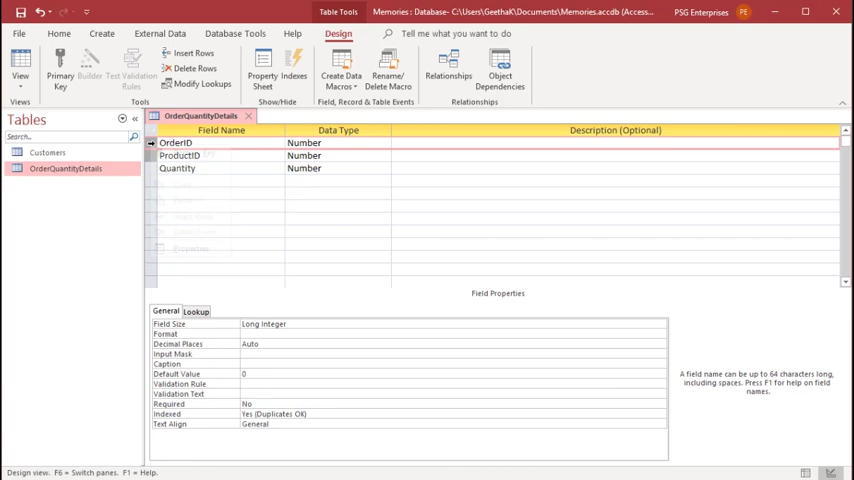 Table Tools
Memories : Database- C:\Users\GeethaK\Documents\Memories.accdb (Access...
PSG Enterprises
PE
File
Home
Create
External Data
Database Tools
Help
Design
Tell me what you want to do
View
Primary Key
Builder
Test Validation Rules
Insert Rows
Delete Rows
Modify Lookups
Property Sheet
Indexes
Create Data Macros
Rename/ Delete Macro
Relationships
Object Dependencies
Views
Tools
Show/Hide
Field, Record & Table Events
Relationships
Tables
Search...
Customers
OrderQuantityDetails
OrderQuantityDetails
Field Name
Data Type
Description (Optional)
OrderID
Number
ProductID
Number
Quantity
Number
Properties
Field Properties
General
Lookup
Field Size
Long Integer
Format
Decimal Places
Auto
Input Mask
Caption
Default Value
0
Validation Rule
Validation Text
Required
No
Indexed
Yes (Duplicates OK)
Text Align
General
A field name can be up to 64 characters long,
including spaces. Press F1 for help on field
names.
Design view. F6 = Switch panes. F1 = Help.